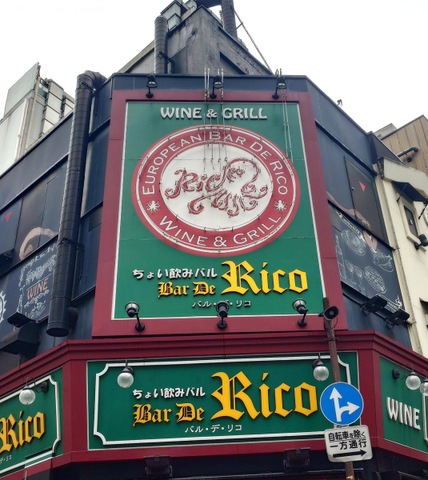 WINE & GRILL
EUROPEAN BAR DE RICO
WINE & GRILL
ちょい飲みバル
Bar De Rico
バル・デ・リコ
ちょい飲みバル
Bar De Rico
バル・デ・リコ
Rico
WINE
WINE
自転車を除く
一方通行